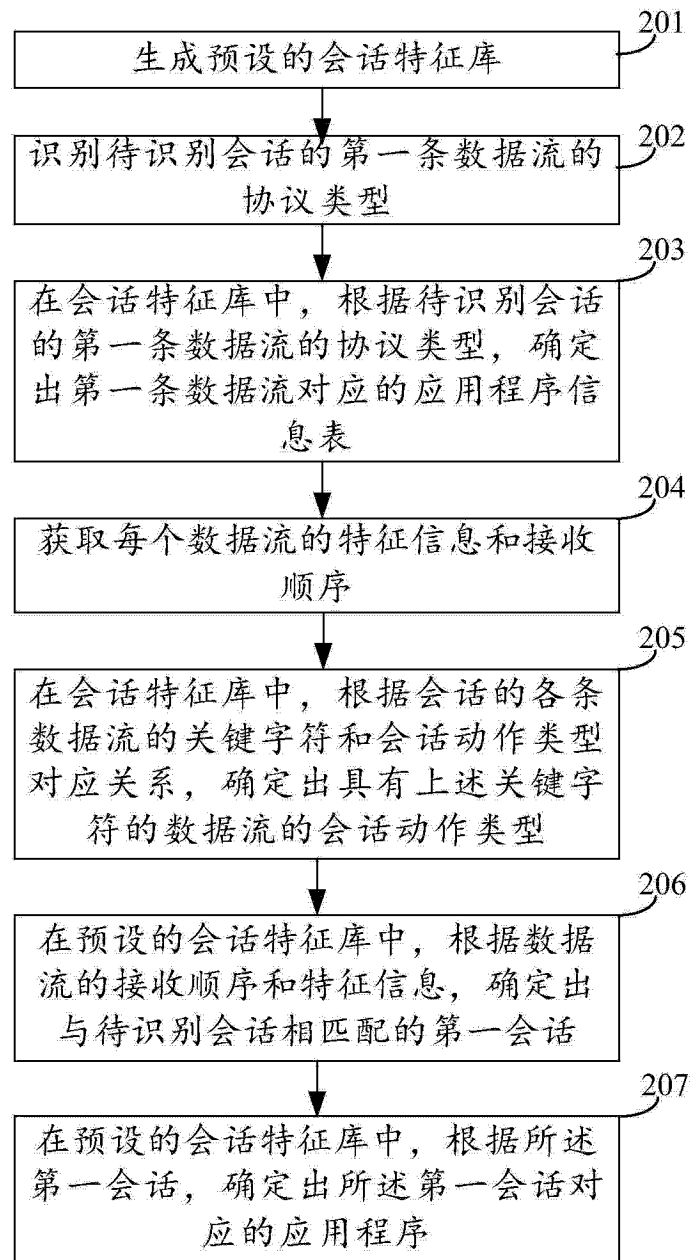 201
生成预设的会话特征库
202
识别待识别会话的第一条数据流的
协议类型
203
在会话特征库中，根据待识别会话
的第一条数据流的协议类型，确定
出第一条数据流对应的应用程序信
息表
204
获取每个数据流的特征信息和接收
顺序
205
在会话特征库中，根据会话的各条
数据流的关键字符和会话动作类型
对应关系，确定出具有上述关键字
符的数据流的会话动作类型
206
在预设的会话特征库中，根据数据
流的接收顺序和特征信息，确定出
与待识别会话相匹配的第一会话
207
在预设的会话特征库中，根据所述
第一会话，确定出所述第一会话对
应的应用程序